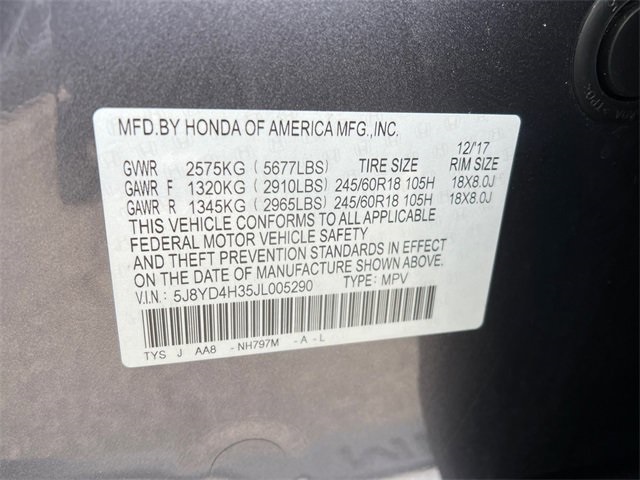 MFD.BY HONDA OF AMERICA MFG.,INC.
12/'17
GVWR 2575KG (5677LBS) TIRE SIZE RIM SIZE
GAWR F 1320KG (2910LBS) 245/60R18 105H 18X8.0J
GAWR R 1345KG (2965LBS) 245/60R18 105H 18X8.0J
THIS VEHICLE CONFORMS TO ALL APPLICABLE
FEDERAL MOTOR VEHICLE SAFETY
AND THEFT PREVENTION STANDARDS IN EFFECT
ON THE DATE OF MANUFACTURE SHOWN ABOVE.
V.I.N.: 5J8YD4H35JL005290 TYPE: MPV
TYS J AA8 -NH797M -A-L